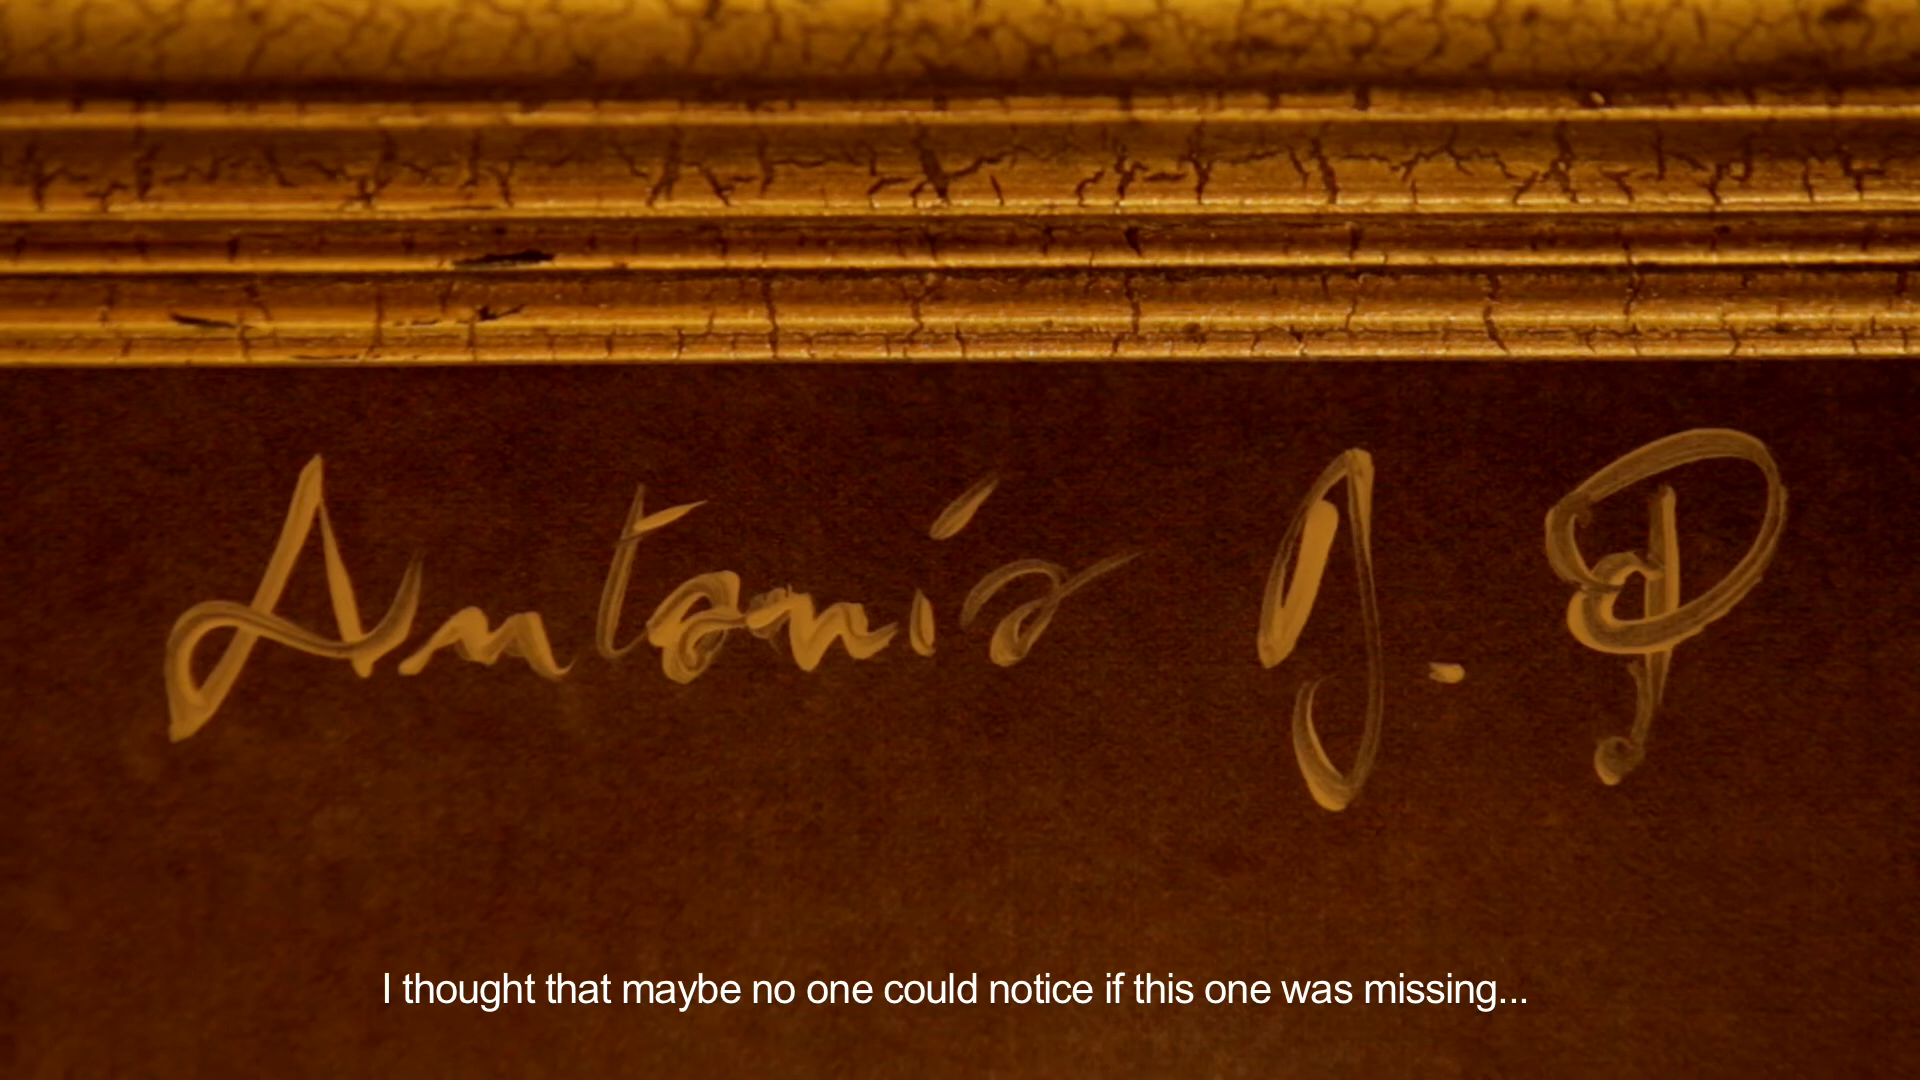 Antonio J. P
I thought that maybe no one could notice if this one was missing...